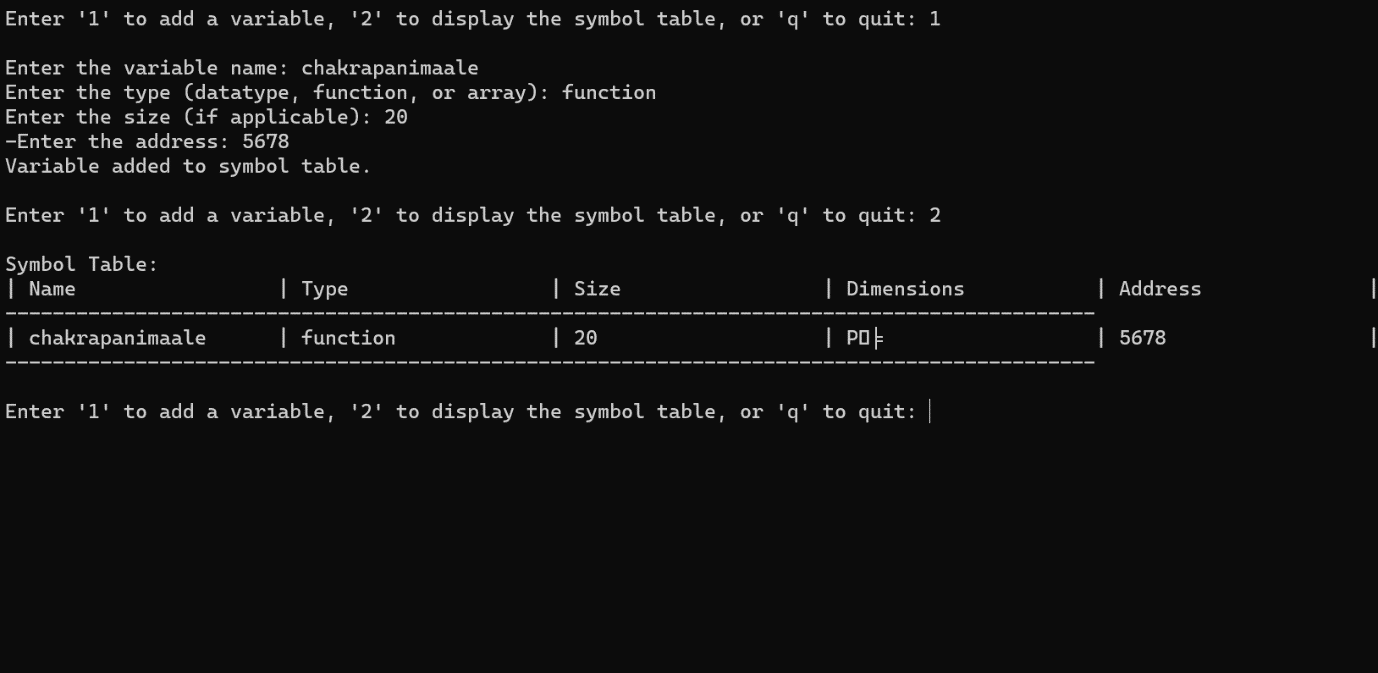 Enter '1' to add a variable, '2' to display the symbol table, or 'q' to quit: 1
Enter the variable name: chakrapanimaale
Enter the type (datatype, function, or array): function
Enter the size (if applicable): 20
-Enter the address: 5678
Variable added to symbol table.
Enter '1' to add a variable, '2' to display the symbol table, or 'q' to quit: 2
Symbol Table:
| Name | Type | Size | Dimensions | Address |
--------------------------------------------------------------------------------------------
| chakrapanimaale | function | 20 | P□╞ | 5678 |
--------------------------------------------------------------------------------------------
Enter '1' to add a variable, '2' to display the symbol table, or 'q' to quit: